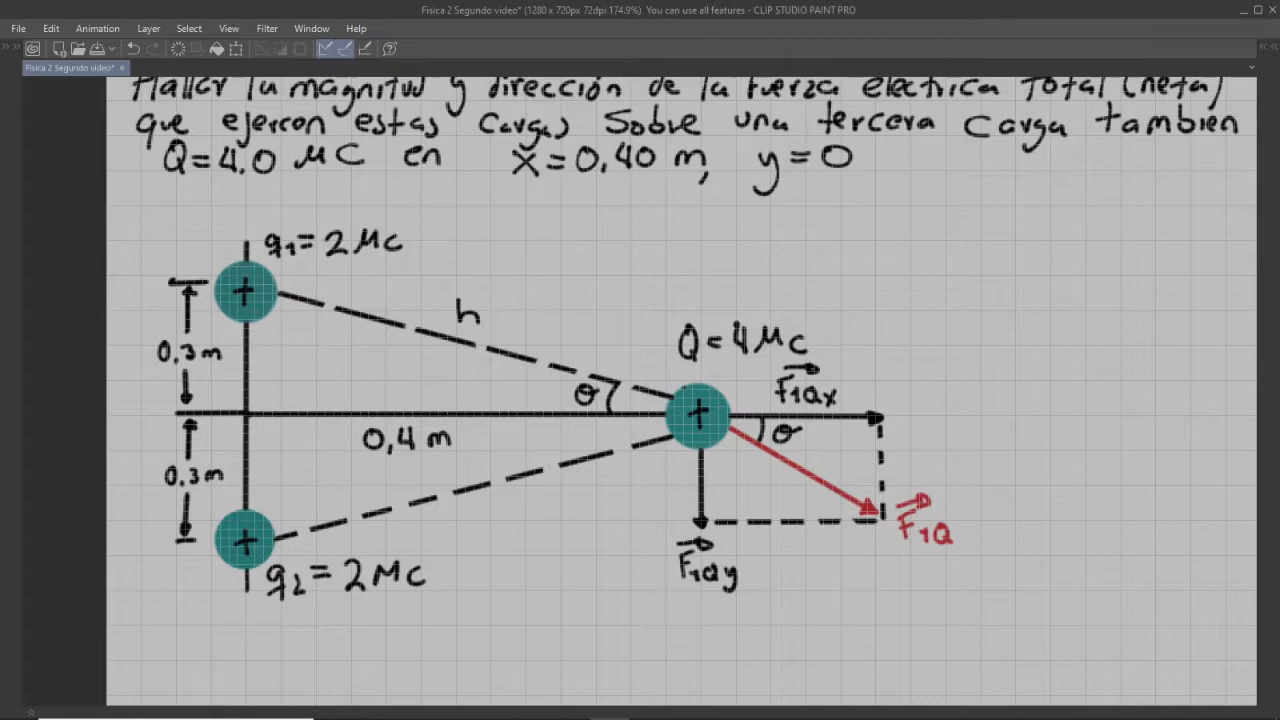 Fisica 2 Segundo video* (1280 x 720px 72dpi 174.9%)  You can use all features - CLIP STUDIO PAINT PRO
File Edit Animation Layer Select View Filter Window Help
Fisica 2 Segundo video*
Hallar la magnitud y dirección de la fuerza eléctrica total (neta)
que ejercen estas cargas sobre una tercera carga también
Q=4.0 μC en x=0,40 m, y=0
q1=2 μc
+
h
0,3 m
Q=4μc
F1Qx
θ
+
0,4 m
θ
0.3 m
F1Q
+
F1Qy
q2=2 μc